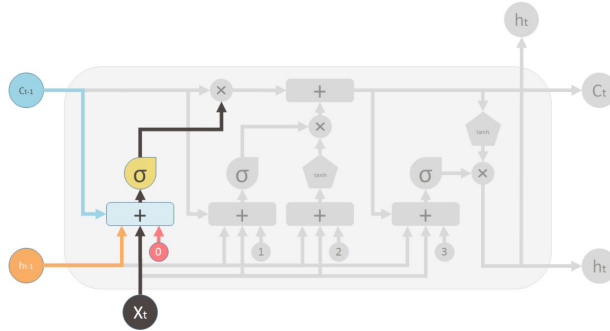 ht
Ct-1
×
+
Ct
×
tanh
σ
σ
tanh
σ
×
+
+
+
+
0
1
2
3
ht-1
ht
Xt